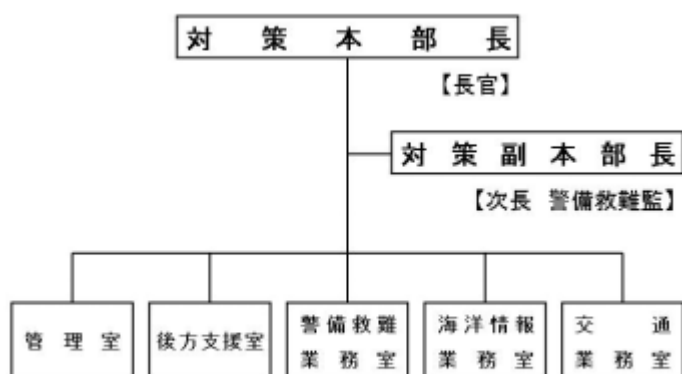 対策本部長
【長官】
対策副本部長
【次長 警備救難監】
管理室
後方支援室
警備救難
業務室
海洋情報
業務室
交通
業務室